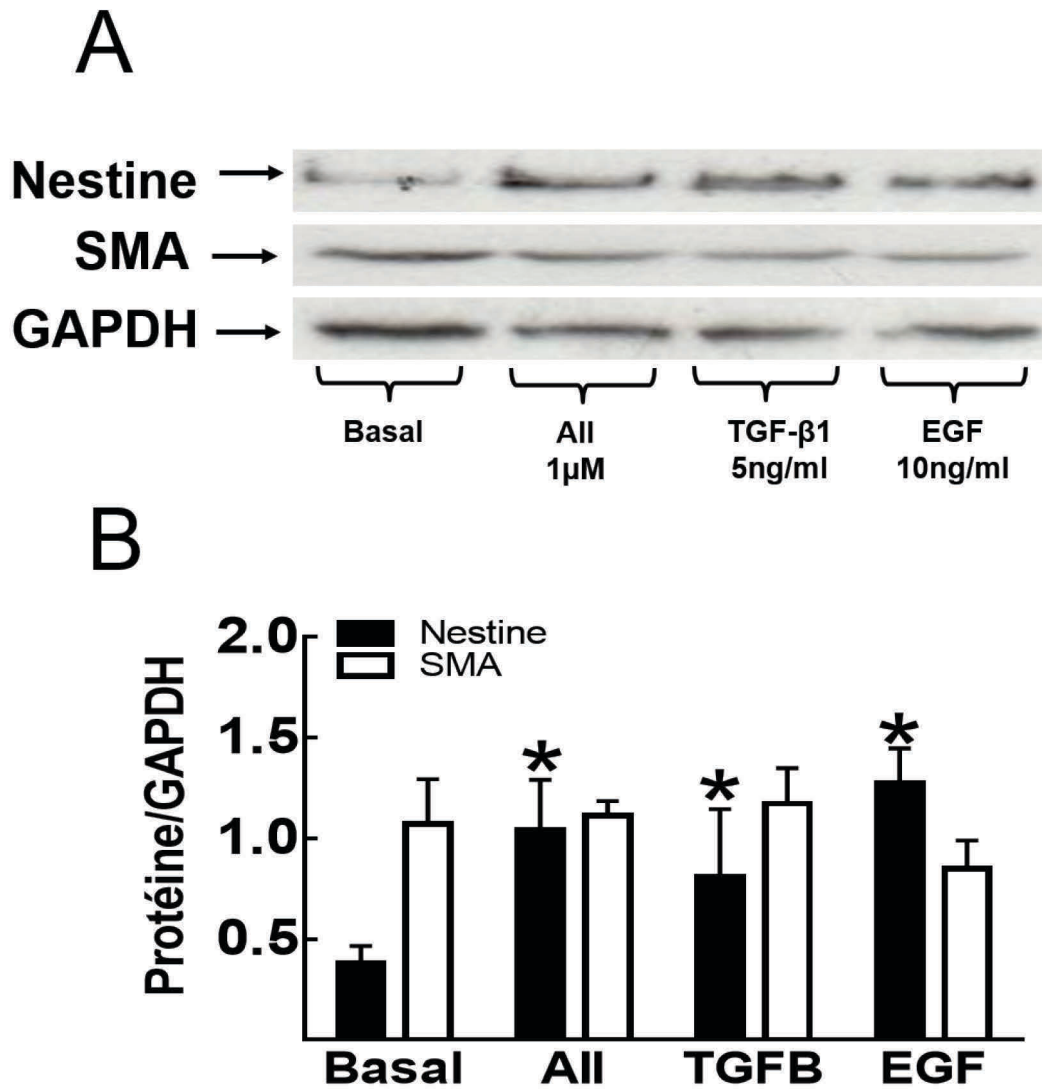 A
Nestine
SMA
GAPDH
Basal
AII
1µM
TGF-β1
5ng/ml
EGF
10ng/ml
B
Protéine/GAPDH
2.0
1.5
1.0
0.5
Nestine
SMA
*
*
*
Basal
AII
TGFB
EGF